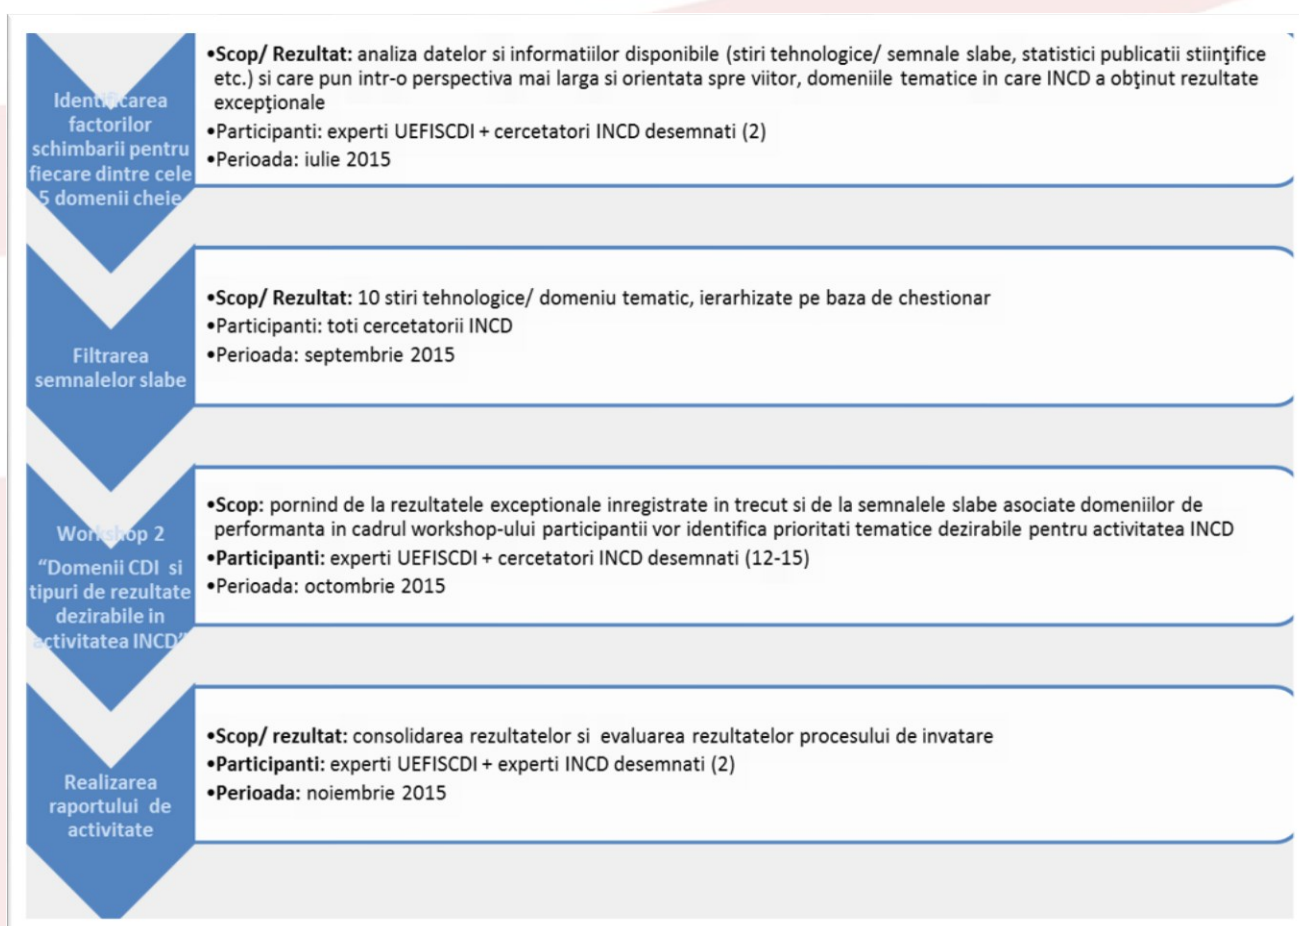 Identificarea
factorilor
schimbarii pentru
fiecare dintre cele
5 domenii cheie
•Scop/ Rezultat: analiza datelor si informatiilor disponibile (stiri tehnologice/ semnale slabe, statistici publicatii stiinţifice
etc.) si care pun intr-o perspectiva mai larga si orientata spre viitor, domeniile tematice in care INCD a obţinut rezultate
excepţionale
•Participanti: experti UEFISCDI + cercetatori INCD desemnati (2)
•Perioada: iulie 2015
Filtrarea
semnalelor slabe
•Scop/ Rezultat: 10 stiri tehnologice/ domeniu tematic, ierarhizate pe baza de chestionar
•Participanti: toti cercetatorii INCD
•Perioada: septembrie 2015
Workshop 2
“Domenii CDI si
tipuri de rezultate
dezirabile in
activitatea INCD”
•Scop: pornind de la rezultatele exceptionale inregistrate in trecut si de la semnalele slabe asociate domeniilor de
performanta in cadrul workshop-ului participantii vor identifica prioritati tematice dezirabile pentru activitatea INCD
•Participanti: experti UEFISCDI + cercetatori INCD desemnati (12-15)
•Perioada: octombrie 2015
Realizarea
raportului de
activitate
•Scop/ rezultat: consolidarea rezultatelor si evaluarea rezultatelor procesului de invatare
•Participanti: experti UEFISCDI + experti INCD desemnati (2)
•Perioada: noiembrie 2015